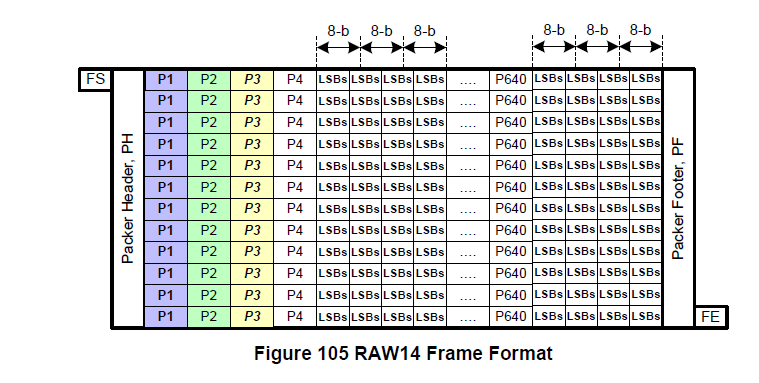 8-b 8-b 8-b 8-b 8-b 8-b
FS P1 P2 P3 P4 LSBs LSBs LSBs LSBs .... P640 LSBs LSBs LSBs LSBs
P1 P2 P3 P4 LSBs LSBs LSBs LSBs .... P640 LSBs LSBs LSBs LSBs
P1 P2 P3 P4 LSBs LSBs LSBs LSBs .... P640 LSBs LSBs LSBs LSBs
P1 P2 P3 P4 LSBs LSBs LSBs LSBs .... P640 LSBs LSBs LSBs LSBs
P1 P2 P3 P4 LSBs LSBs LSBs LSBs .... P640 LSBs LSBs LSBs LSBs
P1 P2 P3 P4 LSBs LSBs LSBs LSBs .... P640 LSBs LSBs LSBs LSBs
P1 P2 P3 P4 LSBs LSBs LSBs LSBs .... P640 LSBs LSBs LSBs LSBs
P1 P2 P3 P4 LSBs LSBs LSBs LSBs .... P640 LSBs LSBs LSBs LSBs
P1 P2 P3 P4 LSBs LSBs LSBs LSBs .... P640 LSBs LSBs LSBs LSBs
P1 P2 P3 P4 LSBs LSBs LSBs LSBs .... P640 LSBs LSBs LSBs LSBs
P1 P2 P3 P4 LSBs LSBs LSBs LSBs .... P640 LSBs LSBs LSBs LSBs
P1 P2 P3 P4 LSBs LSBs LSBs LSBs .... P640 LSBs LSBs LSBs LSBs FE
Packer Header, PH
Packer Footer, PF
Figure 105 RAW14 Frame Format